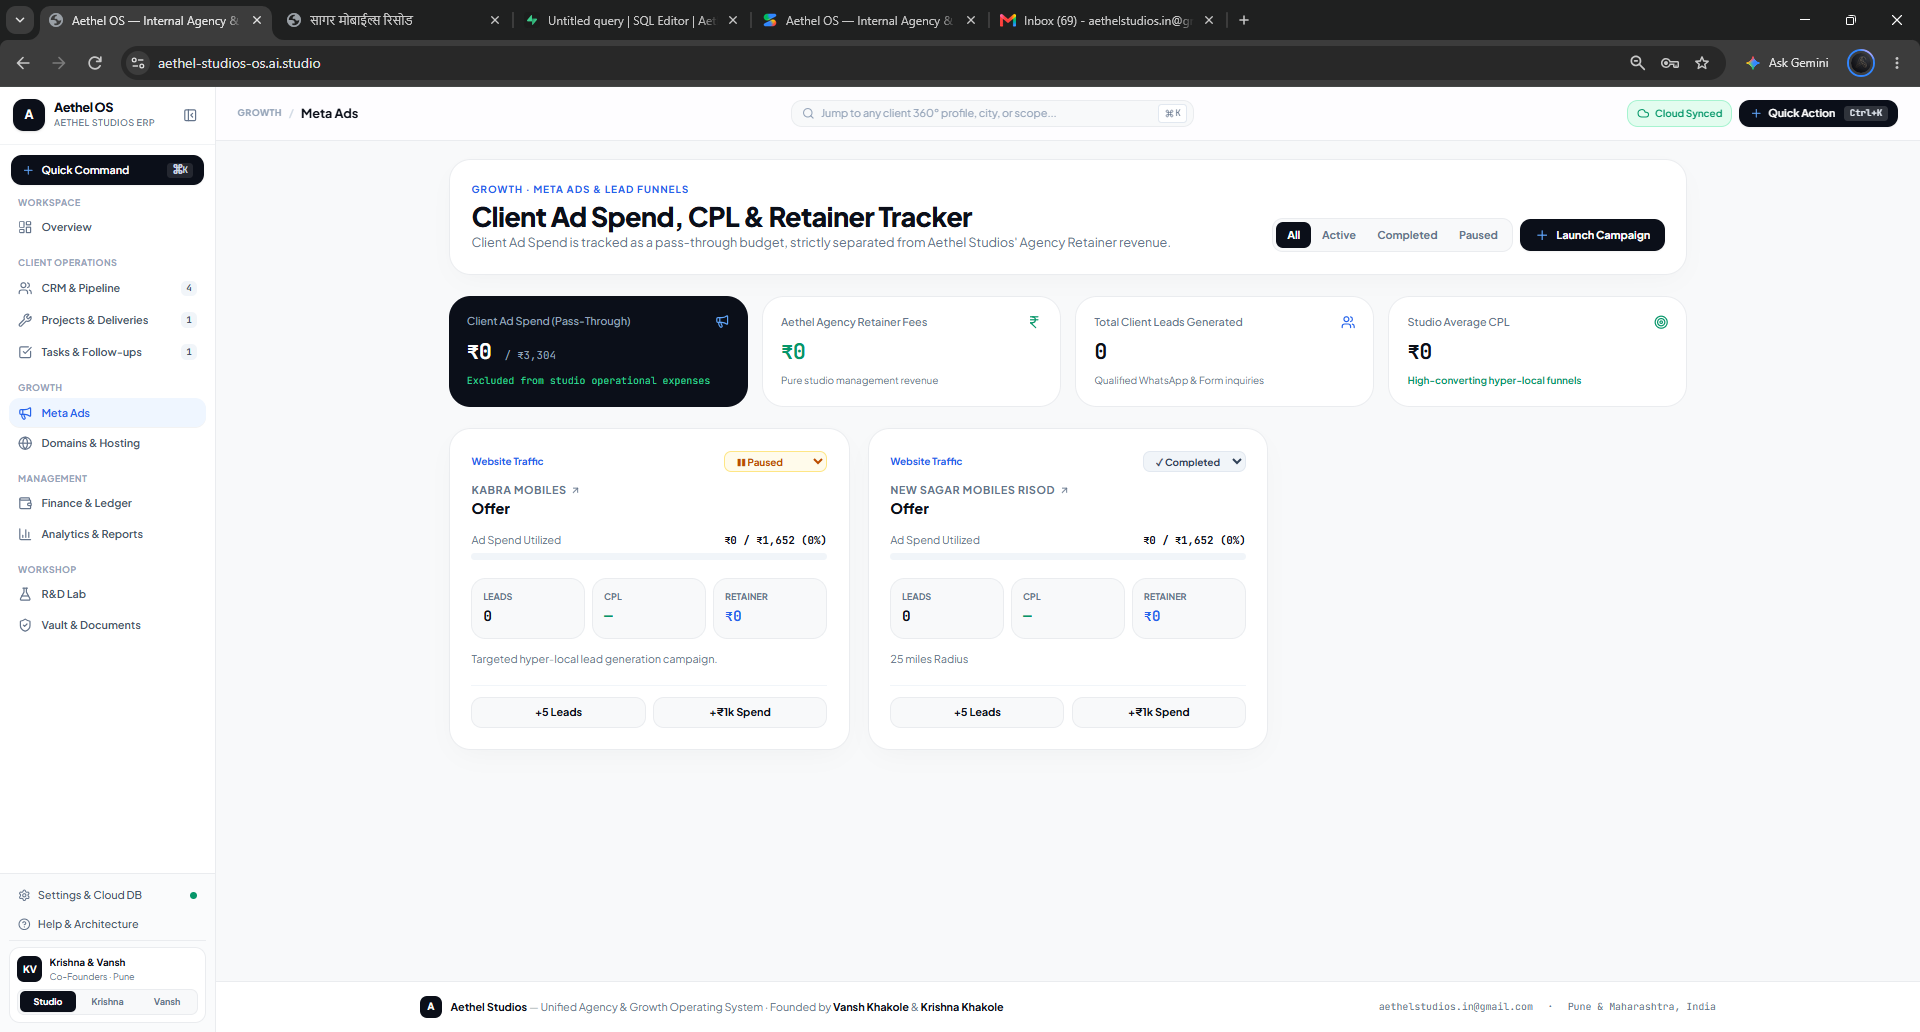 Aethel OS — Internal Agency &
सागर मोबाईल्स रिसोड
Untitled query | SQL Editor | Aet
Aethel OS — Internal Agency &
Inbox (69) - aethelstudios.in@g
aethel-studios-os.ai.studio
Ask Gemini
A
Aethel OS
AETHEL STUDIOS ERP
GROWTH / Meta Ads
Jump to any client 360° profile, city, or scope...
⌘K
Cloud Synced
+ Quick Action Ctrl+K
+ Quick Command ⌘K
WORKSPACE
Overview
CLIENT OPERATIONS
CRM & Pipeline 4
Projects & Deliveries 1
Tasks & Follow-ups 1
GROWTH
Meta Ads
Domains & Hosting
MANAGEMENT
Finance & Ledger
Analytics & Reports
WORKSHOP
R&D Lab
Vault & Documents
Settings & Cloud DB
Help & Architecture
KV
Krishna & Vansh
Co-Founders · Pune
Studio Krishna Vansh
GROWTH · META ADS & LEAD FUNNELS
Client Ad Spend, CPL & Retainer Tracker
Client Ad Spend is tracked as a pass-through budget, strictly separated from Aethel Studios' Agency Retainer revenue.
All Active Completed Paused
+ Launch Campaign
Client Ad Spend (Pass-Through)
₹0 / ₹3,304
Excluded from studio operational expenses
Aethel Agency Retainer Fees
₹
₹0
Pure studio management revenue
Total Client Leads Generated
0
Qualified WhatsApp & Form inquiries
Studio Average CPL
₹0
High-converting hyper-local funnels
Website Traffic
Paused
KABRA MOBILES ↗
Offer
Ad Spend Utilized ₹0 / ₹1,652 (0%)
LEADS
0
CPL
—
RETAINER
₹0
Targeted hyper-local lead generation campaign.
+5 Leads
+₹1k Spend
Website Traffic
✓ Completed
NEW SAGAR MOBILES RISOD ↗
Offer
Ad Spend Utilized ₹0 / ₹1,652 (0%)
LEADS
0
CPL
—
RETAINER
₹0
25 miles Radius
+5 Leads
+₹1k Spend
A
Aethel Studios — Unified Agency & Growth Operating System · Founded by Vansh Khakole & Krishna Khakole
aethelstudios.in@gmail.com · Pune & Maharashtra, India